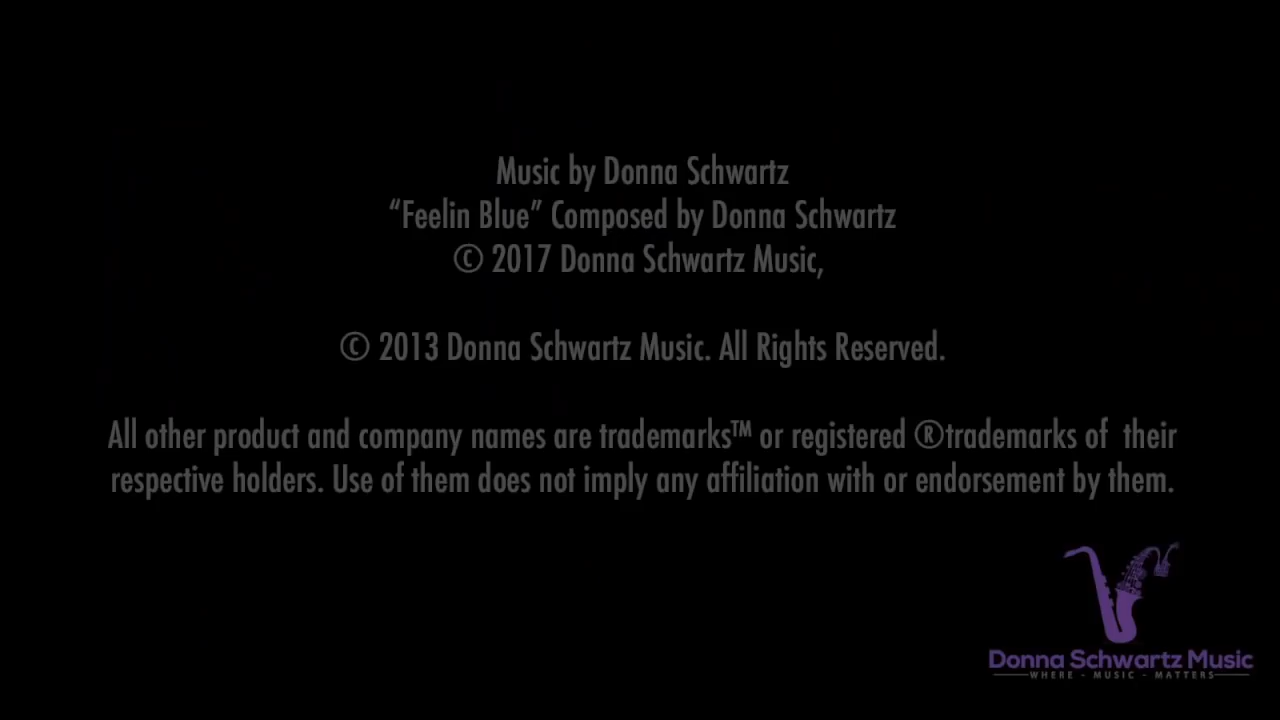 Music by Donna Schwartz
“Feelin Blue” Composed by Donna Schwartz
© 2017 Donna Schwartz Music,
© 2013 Donna Schwartz Music. All Rights Reserved.
All other product and company names are trademarks™ or registered ®trademarks of  their
respective holders. Use of them does not imply any affiliation with or endorsement by them.
Donna Schwartz Music
WHERE - MUSIC - MATTERS